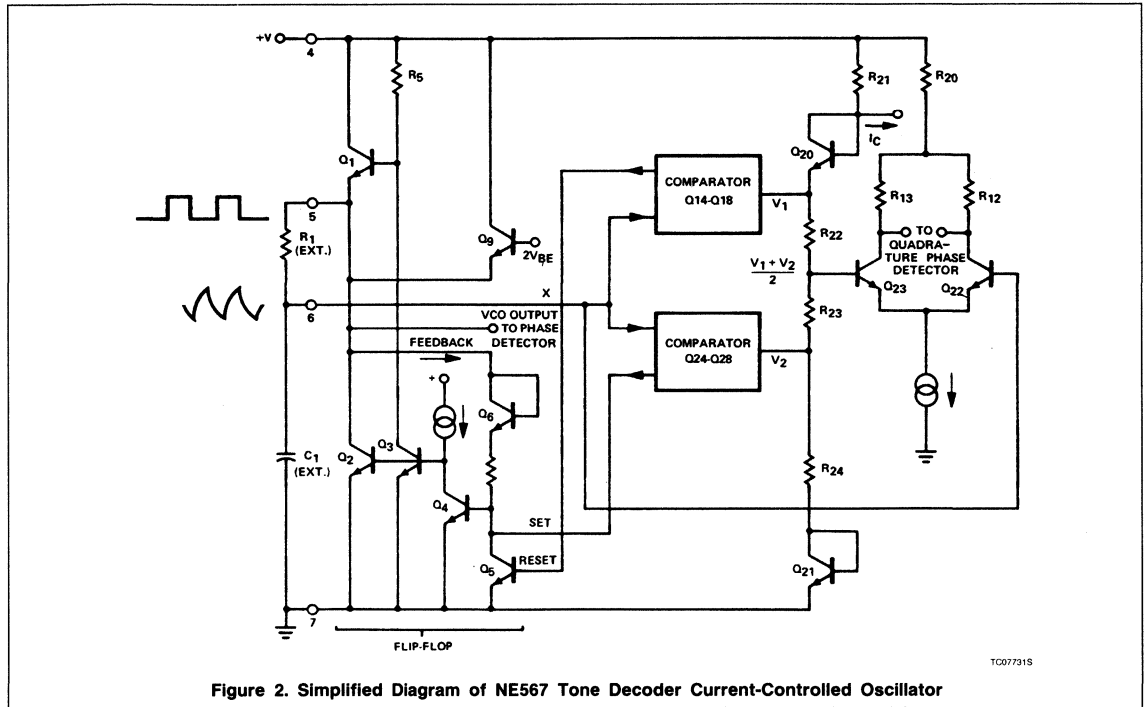 +V
4
R5
R21
R20
IC
Q20
Q1
COMPARATOR
Q14-Q18
V1
R13
R12
5
R1
(EXT.)
Q9
2VBE
R22
TO
QUADRA-
TURE PHASE
DETECTOR
V1 + V2
2
Q23
Q22
X
6
VCO OUTPUT
TO PHASE
DETECTOR
FEEDBACK
R23
COMPARATOR
Q24-Q28
V2
+
Q6
C1
(EXT.)
Q2
Q3
Q4
R24
SET
RESET
Q5
Q21
7
FLIP-FLOP
TC07731S
Figure 2. Simplified Diagram of NE567 Tone Decoder Current-Controlled Oscillator